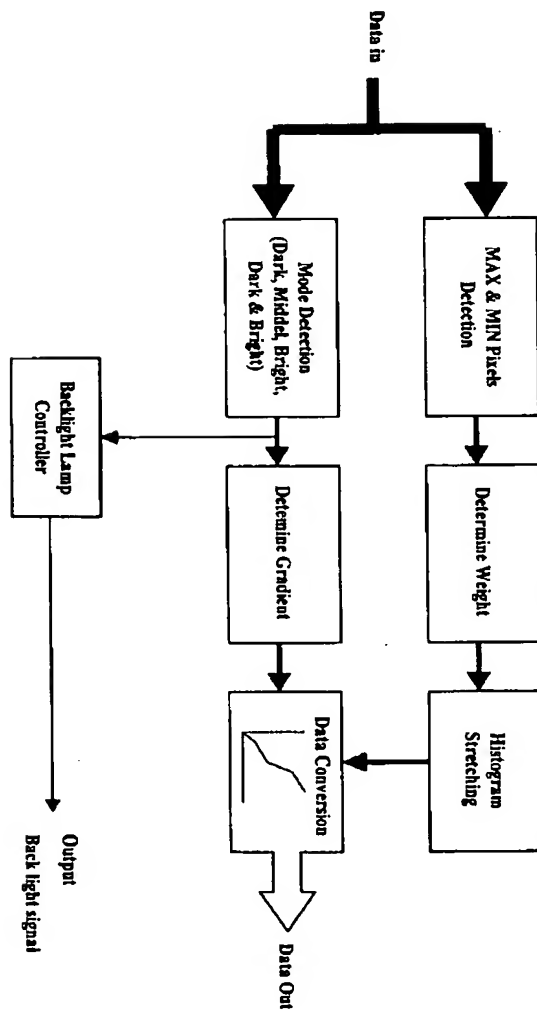 Data in
MAX & MIN Pixels
Detection
Determine Weight
Histogram
Stretching
Mode Detection
(Dark, Middel, Bright,
Dark & Bright)
Detemine Gradient
Data Conversion
Data Out
Backlight Lamp
Controller
Output
Back light signal